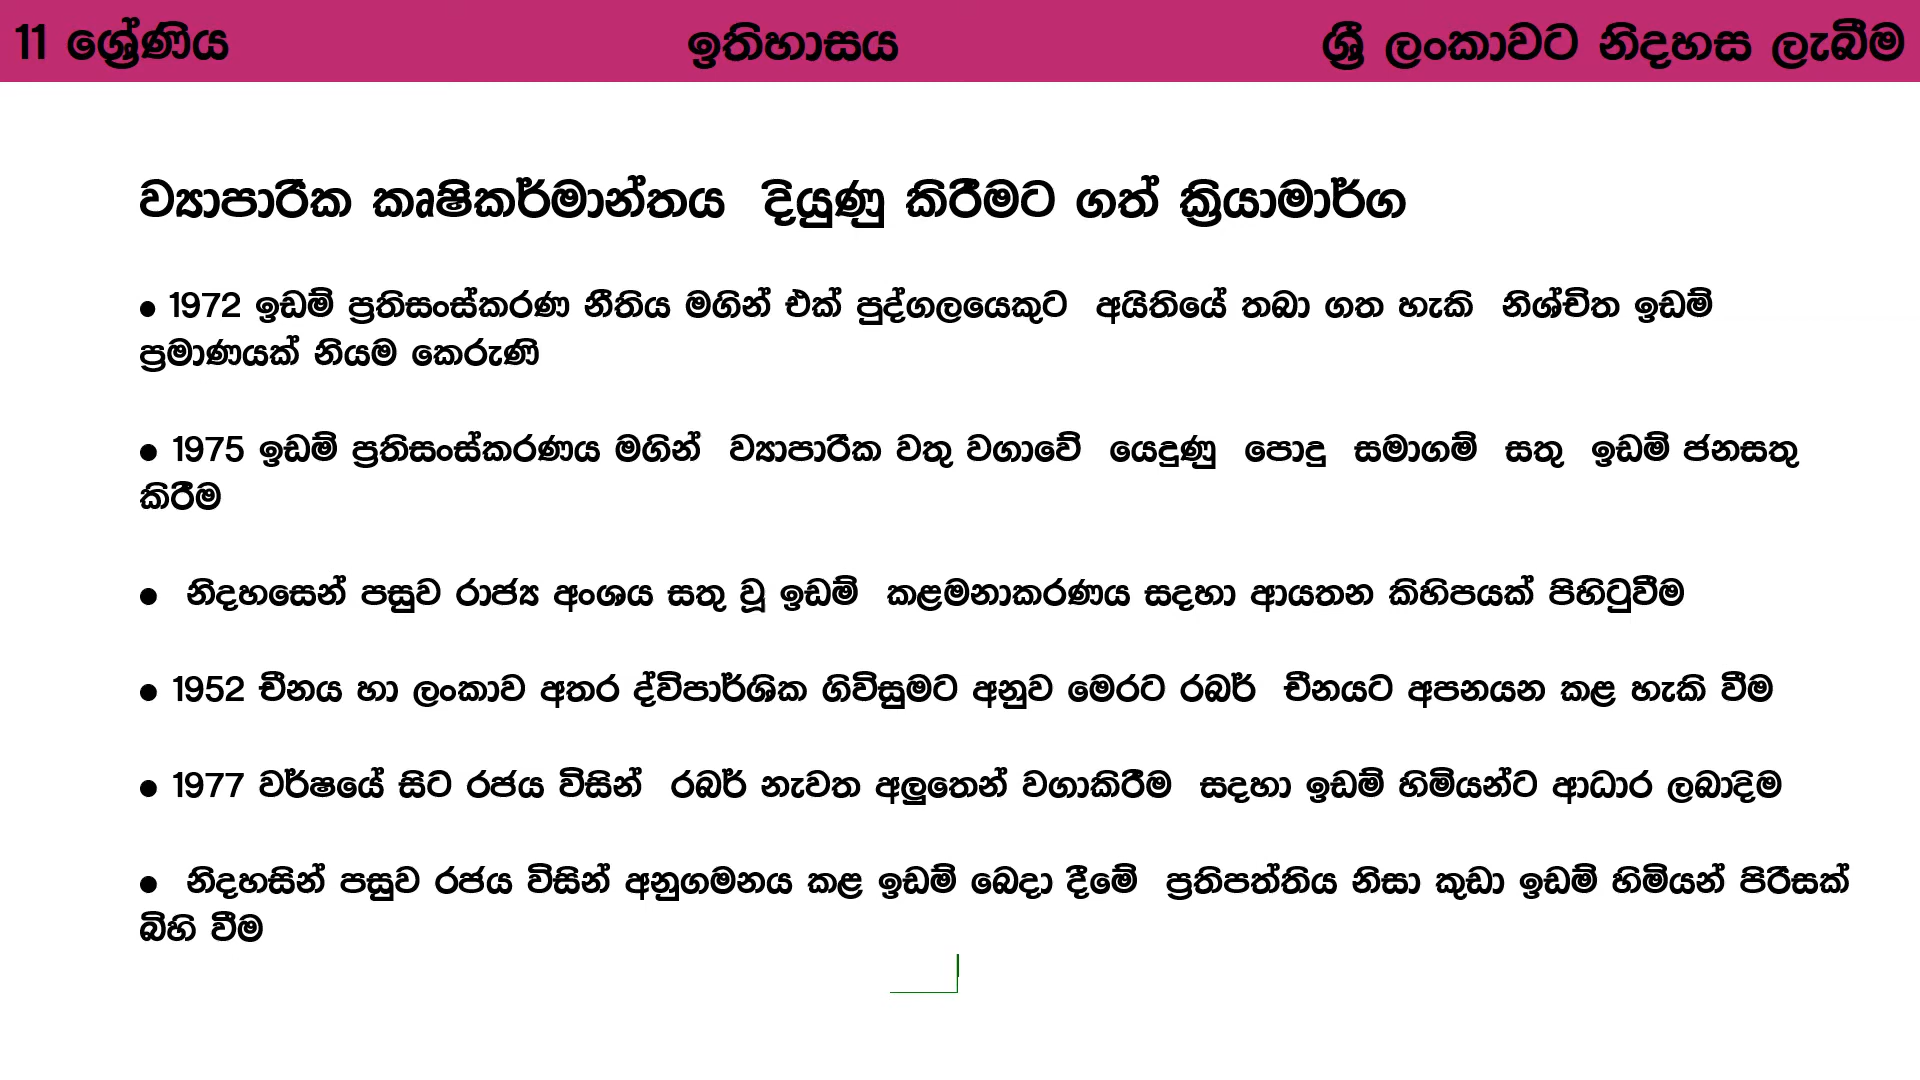 11 ශ්‍රේණිය ඉතිහාසය ශ්‍රී ලංකාවට නිදහස ලැබීම
ව්‍යාපාරික කෘෂිකර්මාන්තය දියුණු කිරීමට ගත් ක්‍රියාමාර්ග
● 1972 ඉඩම් ප්‍රතිසංස්කරණ නීතිය මගින් එක් පුද්ගලයෙකුට අයිතියේ තබා ගත හැකි නිශ්චිත ඉඩම්
ප්‍රමාණයක් නියම කෙරුණි
● 1975 ඉඩම් ප්‍රතිසංස්කරණය මගින් ව්‍යාපාරික වතු වගාවේ යෙදුණු පොදු සමාගම් සතු ඉඩම් ජනසතු
කිරීම
● නිදහසෙන් පසුව රාජ්‍ය අංශය සතු වූ ඉඩම් කළමනාකරණය සදහා ආයතන කිහිපයක් පිහිටුවීම
● 1952 චීනය හා ලංකාව අතර ද්විපාර්ශික ගිවිසුමට අනුව මෙරට රබර් චීනයට අපනයන කළ හැකි වීම
● 1977 වර්ෂයේ සිට රජය විසින් රබර් නැවත අලුතෙන් වගාකිරීම සදහා ඉඩම් හිමියන්ට ආධාර ලබාදිම
● නිදහසින් පසුව රජය විසින් අනුගමනය කළ ඉඩම් බෙදා දීමේ ප්‍රතිපත්තිය නිසා කුඩා ඉඩම් හිමියන් පිරිසක්
බිහි වීම